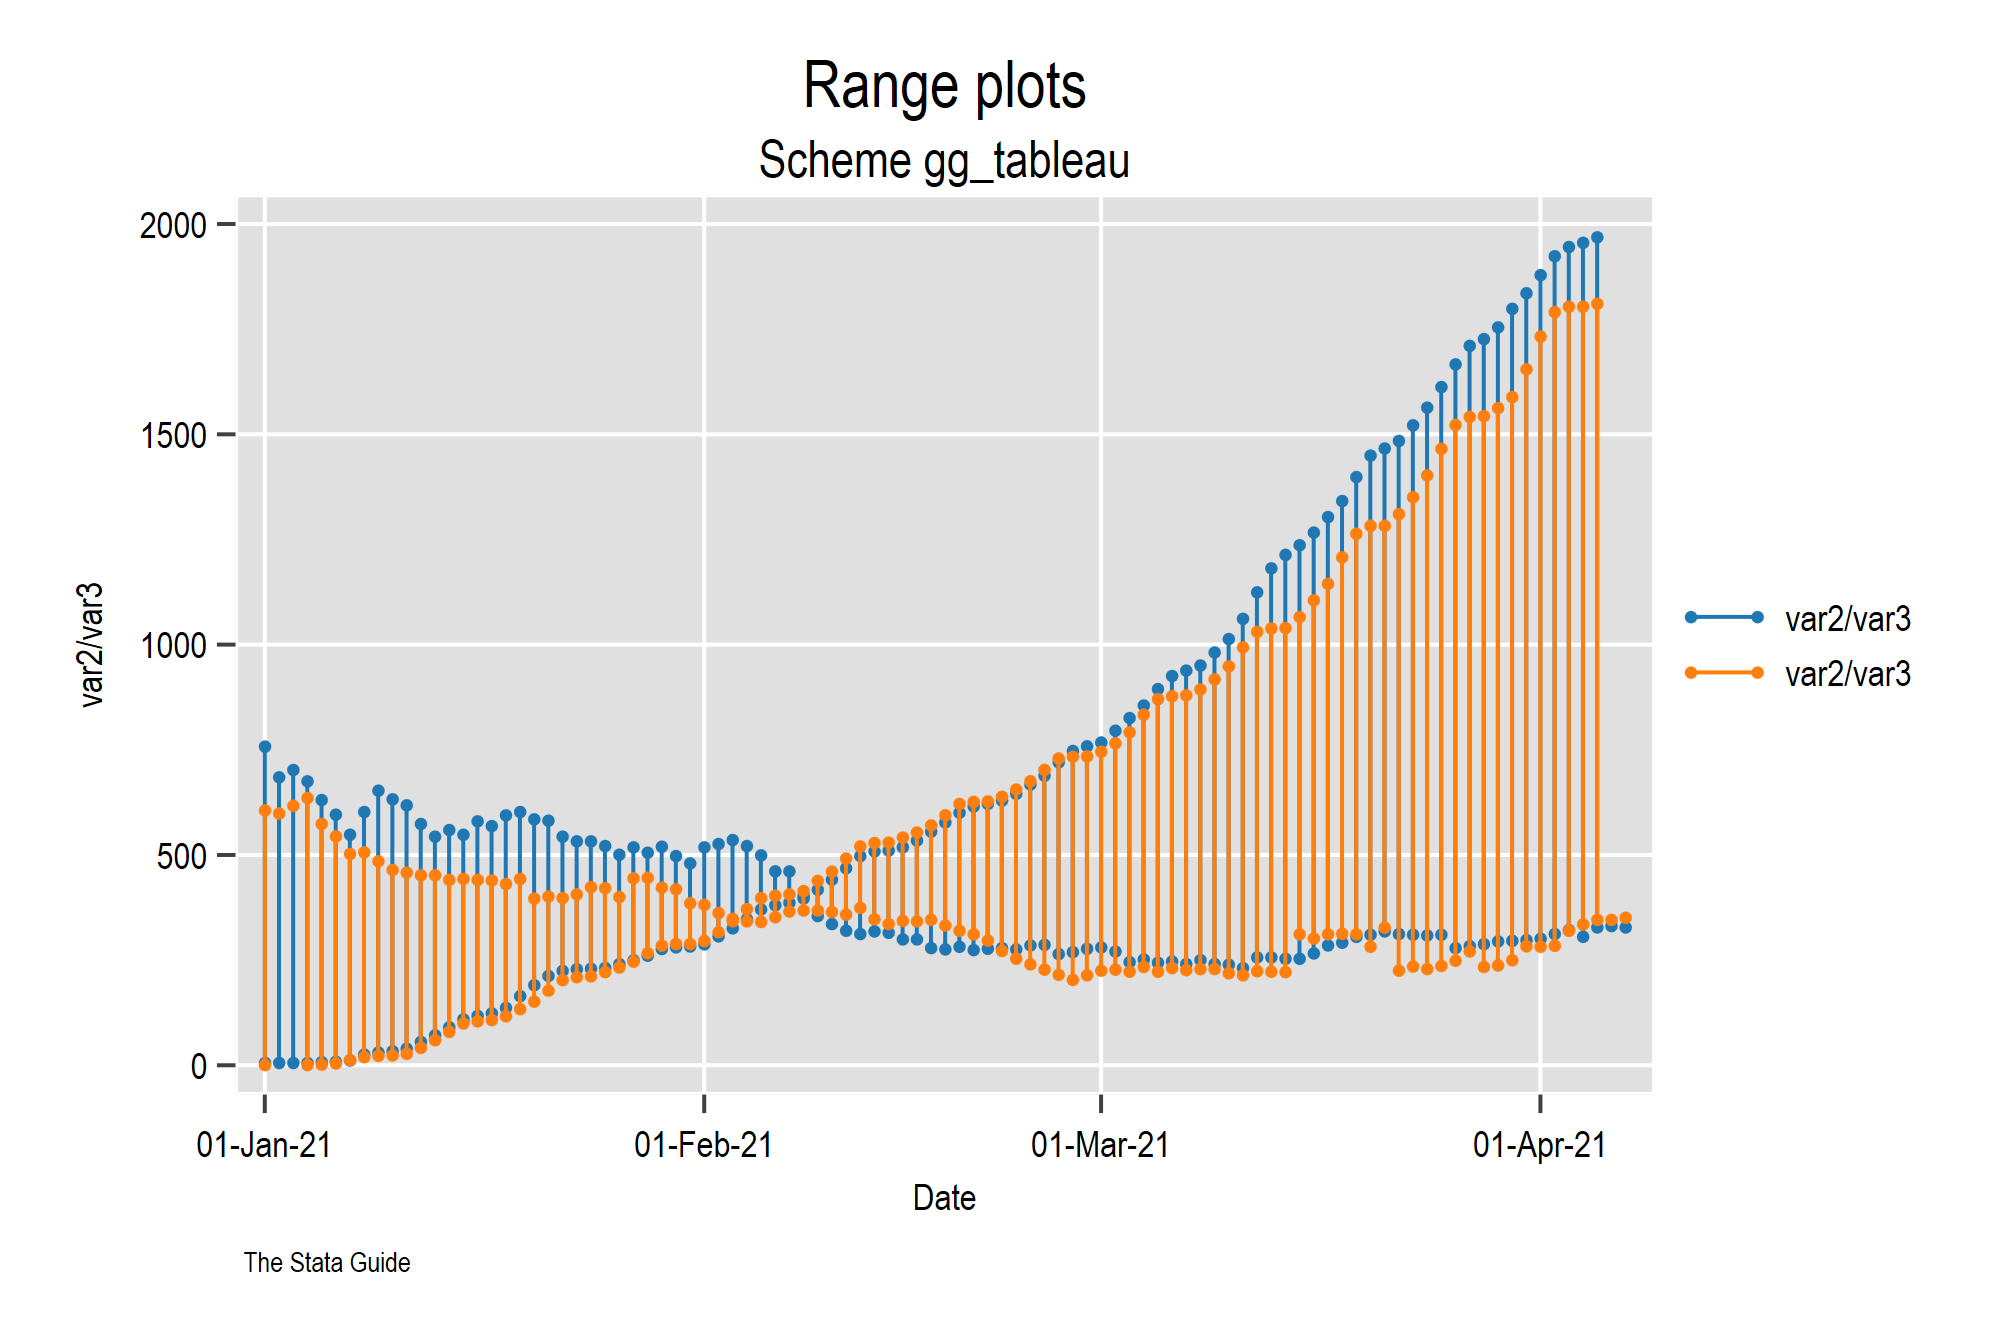 Range plots
Scheme gg_tableau
2000
1500
1000
500
0
var2/var3
01-Jan-21
01-Feb-21
01-Mar-21
01-Apr-21
Date
var2/var3
var2/var3
The Stata Guide